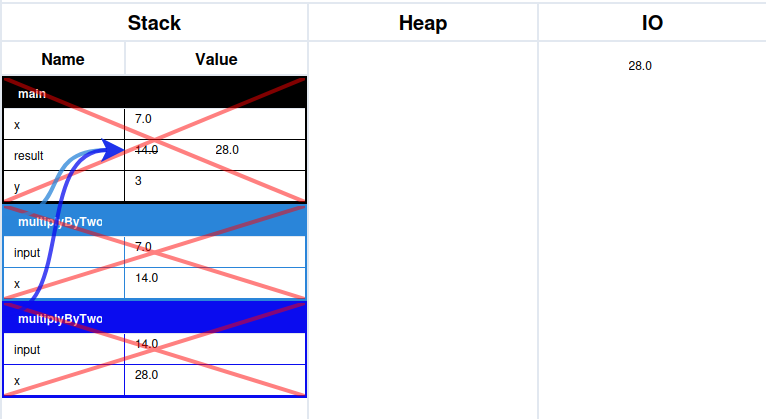 Stack Heap IO
Name Value
28.0
main
x 7.0
result 14.0 28.0
y 3
multiplyByTwo
input 7.0
x 14.0
multiplyByTwo
input 14.0
x 28.0